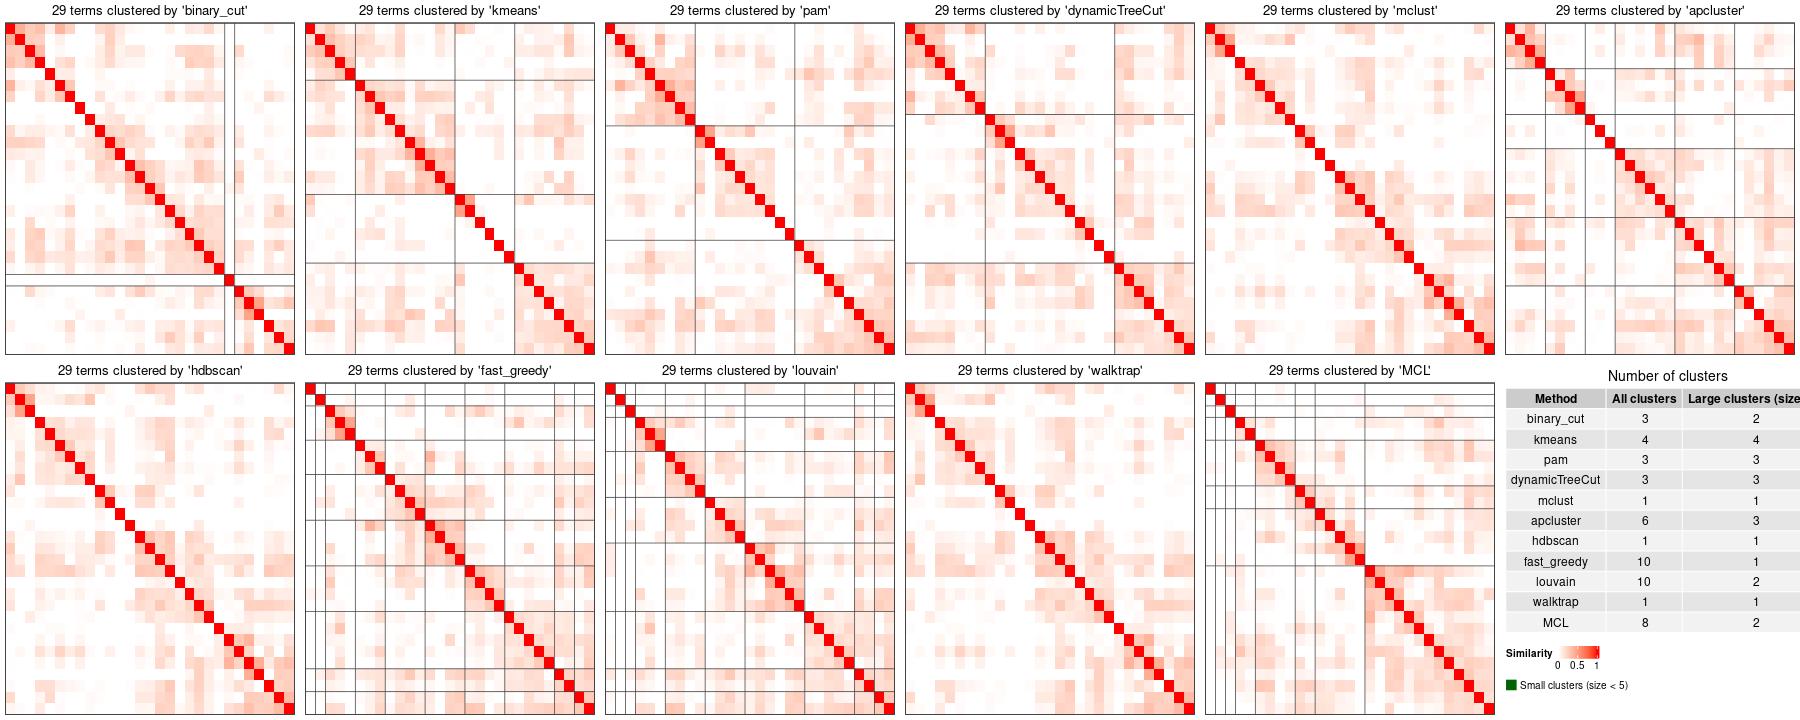 29 terms clustered by 'binary_cut'
29 terms clustered by 'kmeans'
29 terms clustered by 'pam'
29 terms clustered by 'dynamicTreeCut'
29 terms clustered by 'mclust'
29 terms clustered by 'apcluster'
29 terms clustered by 'hdbscan'
29 terms clustered by 'fast_greedy'
29 terms clustered by 'louvain'
29 terms clustered by 'walktrap'
29 terms clustered by 'MCL'
Number of clusters
Method All clusters Large clusters (size
binary_cut 3 2
kmeans 4 4
pam 3 3
dynamicTreeCut 3 3
mclust 1 1
apcluster 6 3
hdbscan 1 1
fast_greedy 10 1
louvain 10 2
walktrap 1 1
MCL 8 2
Similarity
0 0.5 1
Small clusters (size < 5)